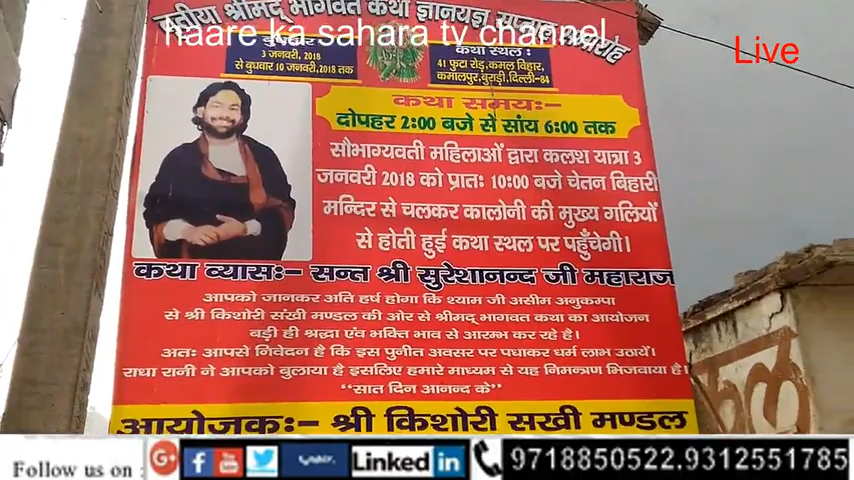 haare ka sahara tv channel
Live
श्रीमद् भागवत कथा ज्ञानयज्ञ
3 जनवरी, 2018
से बुधवार 10 जनवरी,2018 तक
कथा स्थल :
41 फुटा रोड़,कमल विहार,
कमालपुर,बुराड़ी,दिल्ली-84
कथा समय:-
दोपहर 2:00 बजे से सांय 6:00 तक
सौभाग्यवती महिलाओं द्वारा कलश यात्रा 3
जनवरी 2018 को प्रातः 10:00 बजे चेतन बिहारी
मन्दिर से चलकर कालोनी की मुख्य गलियों
से होती हुई कथा स्थल पर पहुँचेगी।
कथा व्यासः- सन्त श्री सुरेशानन्द जी महाराज
आपको जानकर अति हर्ष होगा कि श्याम जी असीम अनुकम्पा
से श्री किशोरी संखी मण्डल की ओर से श्रीमद् भागवत कथा का आयोजन
बड़ी ही श्रद्धा एंव भक्ति भाव से आरम्भ कर रहे है।
अतः आपसे निवेदन है कि इस पुनीत अवसर पर पधाकर धर्म लाभ उठायें।
राधा रानी ने आपको बुलाया है इसलिए हमारे माध्यम से यह निमन्त्रण भिजवाया है।
“सात दिन आनन्द के”
आयोजकः- श्री किशोरी सखी मण्डल
Follow us on :
G+ f You Tube Linked in 9718850522,9312551785